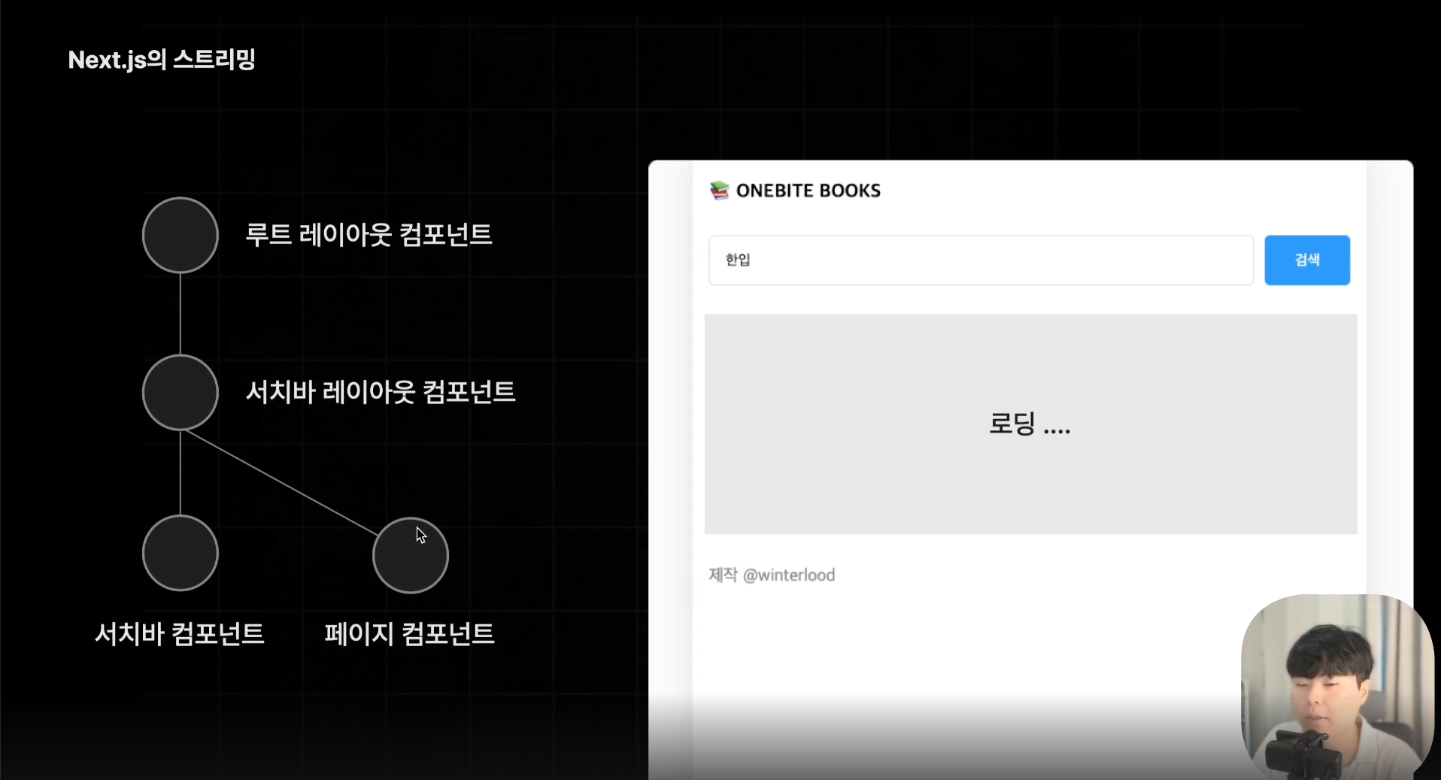 Next.js의 스트리밍
루트 레이아웃 컴포넌트
서치바 레이아웃 컴포넌트
서치바 컴포넌트
페이지 컴포넌트
📚 ONEBITE BOOKS
한입
검색
로딩 ....
제작 @winterlood